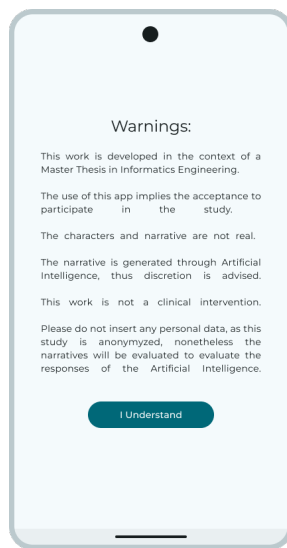 Warnings:
This work is developed in the context of a
Master Thesis in Informatics Engineering.
The use of this app implies the acceptance to
participate in the study.
The characters and narrative are not real.
The narrative is generated through Artificial
Intelligence, thus discretion is advised.
This work is not a clinical intervention.
Please do not insert any personal data, as this
study is anonymyzed, nonetheless the
narratives will be evaluated to evaluate the
responses of the Artificial Intelligence.
I Understand